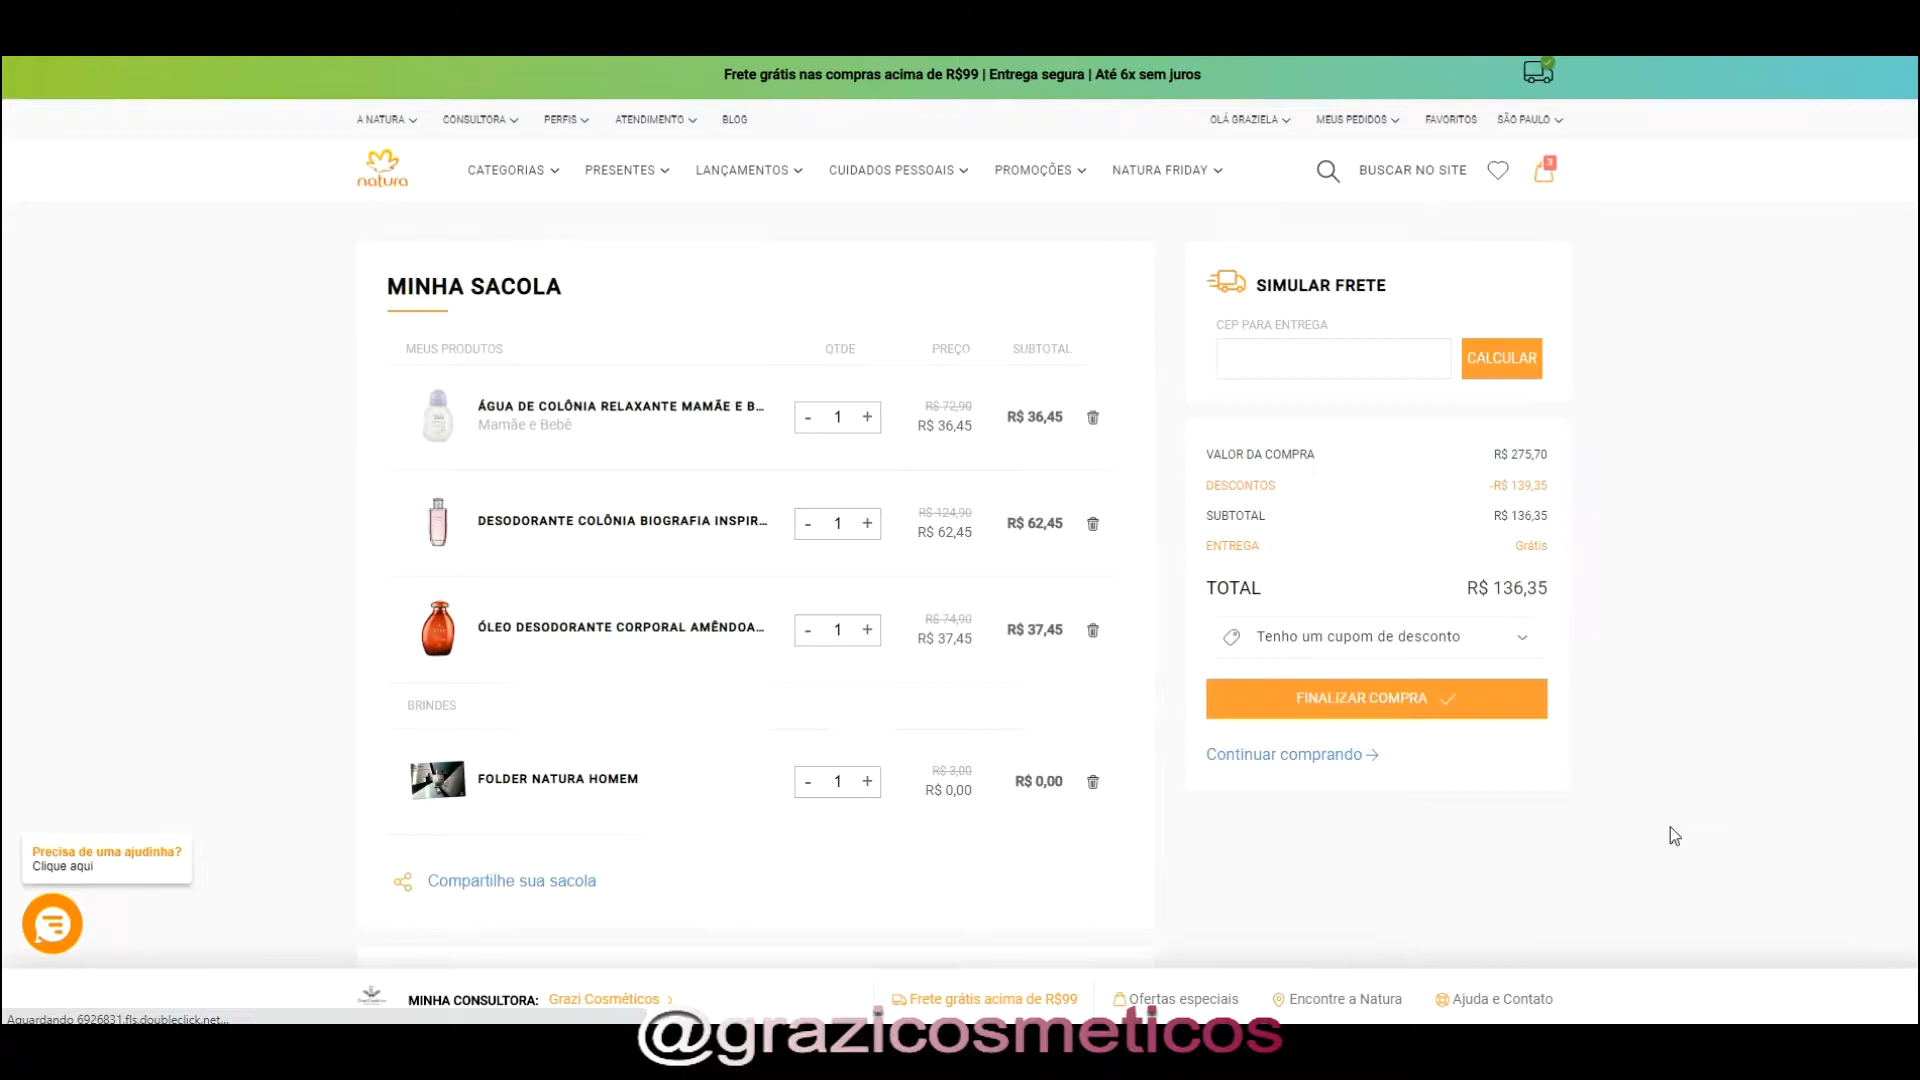 Frete grátis nas compras acima de R$99 | Entrega segura | Até 6x sem juros
A NATURA CONSULTORA PERFIS ATENDIMENTO BLOG OLÁ GRAZIELA MEUS PEDIDOS FAVORITOS SÃO PAULO
natura CATEGORIAS PRESENTES LANÇAMENTOS CUIDADOS PESSOAIS PROMOÇÕES NATURA FRIDAY BUSCAR NO SITE 3
MINHA SACOLA
MEUS PRODUTOS QTDE PREÇO SUBTOTAL
ÁGUA DE COLÔNIA RELAXANTE MAMÃE E B...
Mamãe e Bebê
- 1 +
R$ 72,90
R$ 36,45
R$ 36,45
DESODORANTE COLÔNIA BIOGRAFIA INSPIR...
- 1 +
R$ 124,90
R$ 62,45
R$ 62,45
ÓLEO DESODORANTE CORPORAL AMÊNDOA...
- 1 +
R$ 74,90
R$ 37,45
R$ 37,45
BRINDES
FOLDER NATURA HOMEM
- 1 +
R$ 3,00
R$ 0,00
R$ 0,00
Compartilhe sua sacola
SIMULAR FRETE
CEP PARA ENTREGA
CALCULAR
VALOR DA COMPRA R$ 275,70
DESCONTOS -R$ 139,35
SUBTOTAL R$ 136,35
ENTREGA Grátis
TOTAL R$ 136,35
Tenho um cupom de desconto
FINALIZAR COMPRA
Continuar comprando
Precisa de uma ajudinha?
Clique aqui
MINHA CONSULTORA: Grazi Cosméticos Frete grátis acima de R$99 Ofertas especiais Encontre a Natura Ajuda e Contato
Aguardando 6926831.fls.doubleclick.net...
@grazicosmeticos